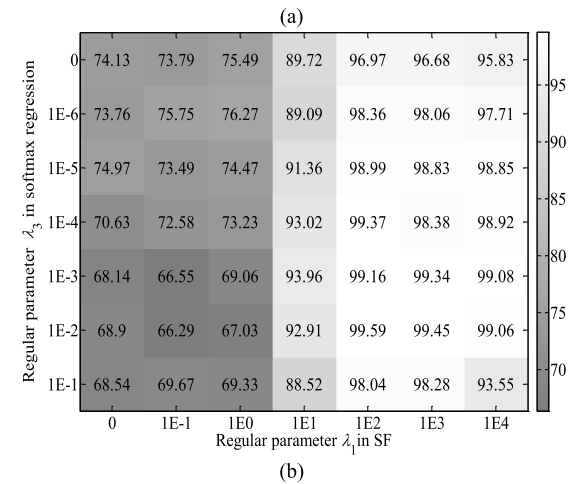 (a)
0 74.13 73.79 75.49 89.72 96.97 96.68 95.83
1E-6 73.76 75.75 76.27 89.09 98.36 98.06 97.71
1E-5 74.97 73.49 74.47 91.36 98.99 98.83 98.85
1E-4 70.63 72.58 73.23 93.02 99.37 98.38 98.92
1E-3 68.14 66.55 69.06 93.96 99.16 99.34 99.08
1E-2 68.9 66.29 67.03 92.91 99.59 99.45 99.06
1E-1 68.54 69.67 69.33 88.52 98.04 98.28 93.55
0 1E-1 1E0 1E1 1E2 1E3 1E4
Regular parameter λ1 in SF
Regular parameter λ3 in softmax regression
95
90
85
80
75
70
(b)